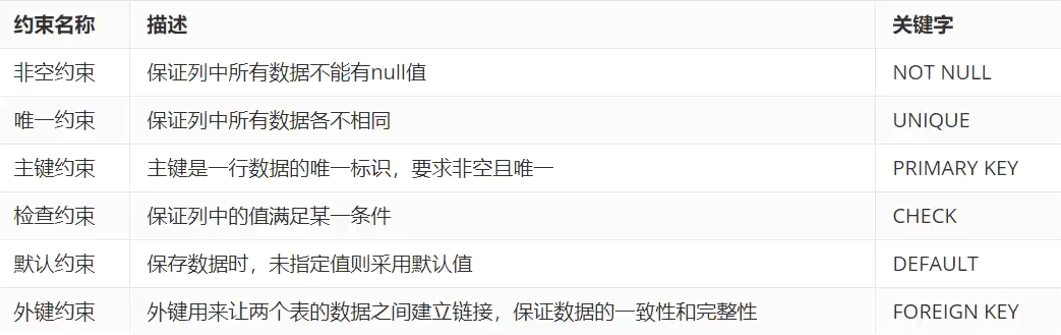 约束名称 描述 关键字
非空约束 保证列中所有数据不能有null值 NOT NULL
唯一约束 保证列中所有数据各不相同 UNIQUE
主键约束 主键是一行数据的唯一标识，要求非空且唯一 PRIMARY KEY
检查约束 保证列中的值满足某一条件 CHECK
默认约束 保存数据时，未指定值则采用默认值 DEFAULT
外键约束 外键用来让两个表的数据之间建立链接，保证数据的一致性和完整性 FOREIGN KEY